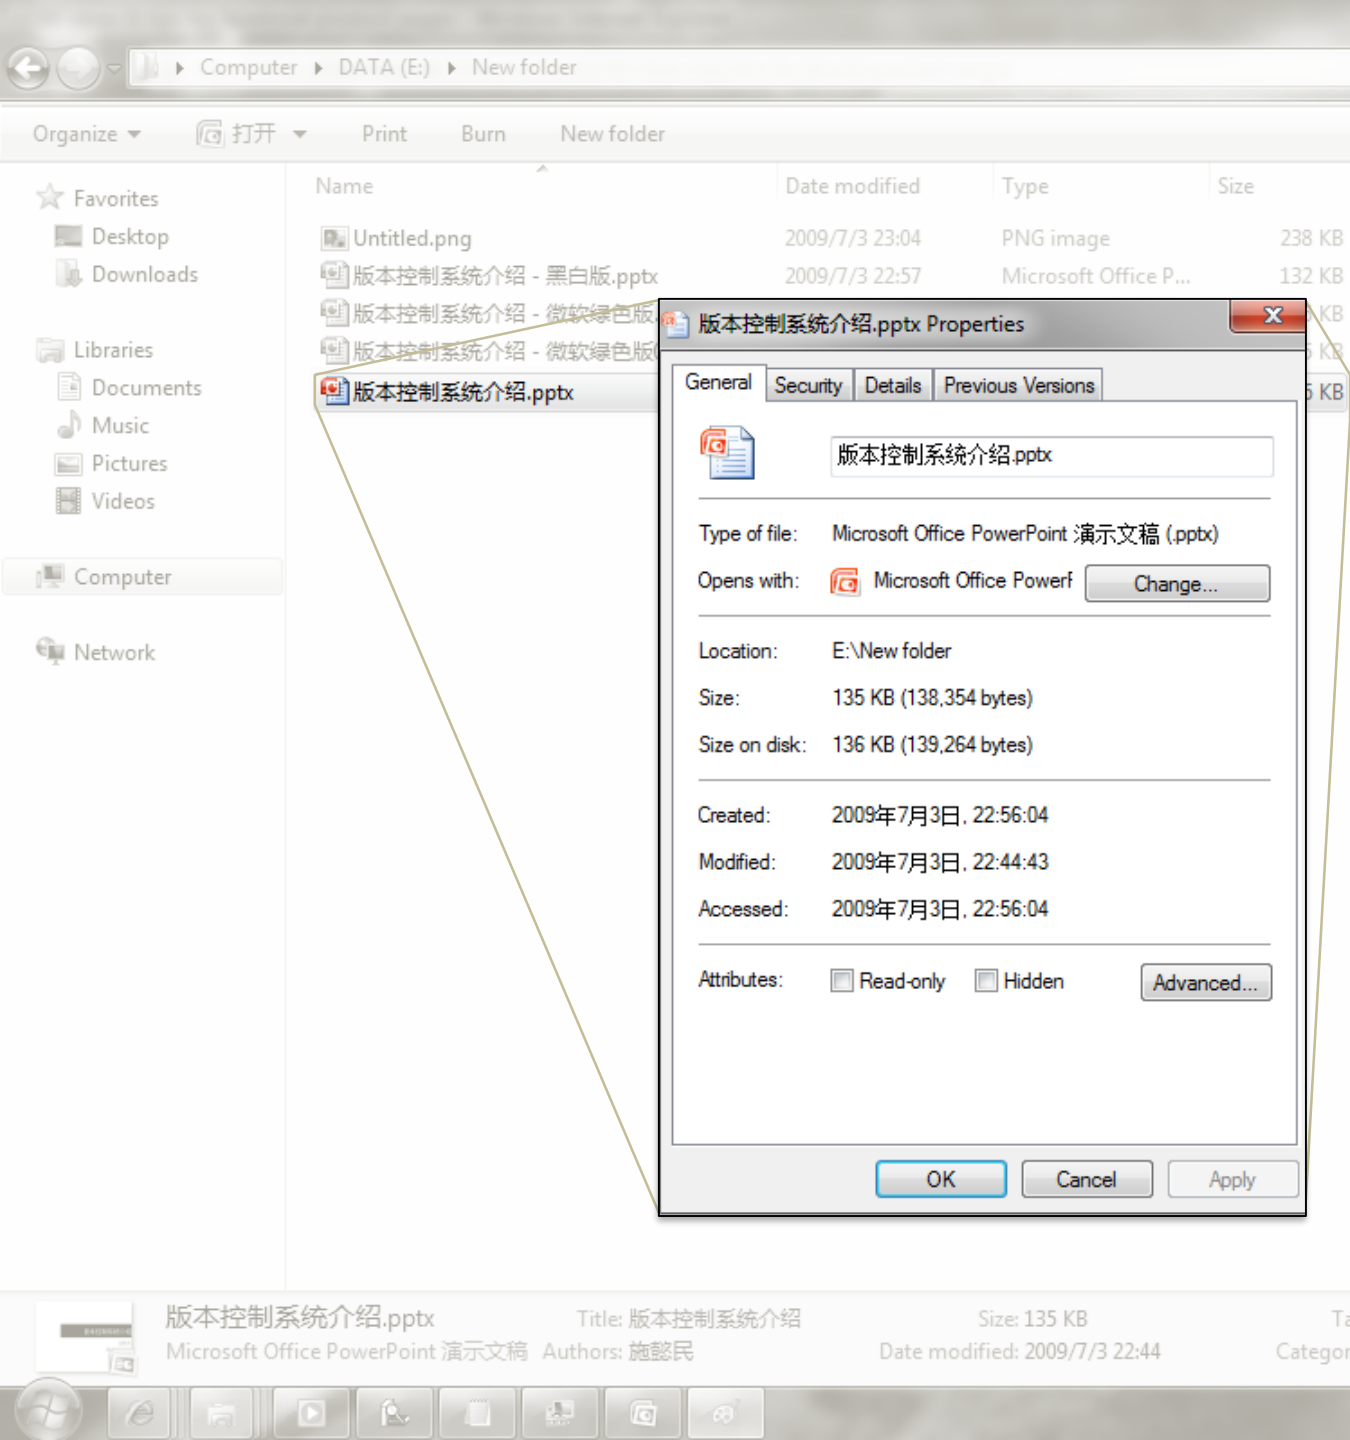 Computer DATA (E:) New folder
Organize 打开 Print Burn New folder
Name Date modified Type Size
Favorites
Desktop
Downloads
Libraries
Documents
Music
Pictures
Videos
Computer
Network
Untitled.png 2009/7/3 23:04 PNG image 238 KB
版本控制系统介绍 - 黑白版.pptx 2009/7/3 22:57 Microsoft Office P... 132 KB
版本控制系统介绍 - 微软绿色版. KB
版本控制系统介绍 - 微软绿色版 KB
版本控制系统介绍.pptx 5 KB
版本控制系统介绍.pptx Properties
General Security Details Previous Versions
版本控制系统介绍.pptx
Type of file: Microsoft Office PowerPoint 演示文稿 (.pptx)
Opens with: Microsoft Office PowerP Change...
Location: E:\New folder
Size: 135 KB (138,354 bytes)
Size on disk: 136 KB (139,264 bytes)
Created: 2009年7月3日, 22:56:04
Modified: 2009年7月3日, 22:44:43
Accessed: 2009年7月3日, 22:56:04
Attributes: Read-only Hidden Advanced...
OK Cancel Apply
版本控制系统介绍.pptx Title: 版本控制系统介绍 Size: 135 KB Ta
Microsoft Office PowerPoint 演示文稿 Authors: 施懿民 Date modified: 2009/7/3 22:44 Categor